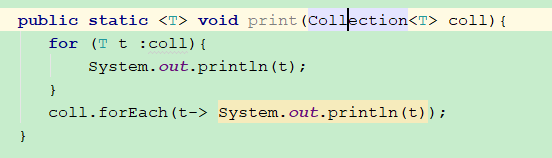 public static <T> void print(Collection<T> coll){
for (T t :coll){
System.out.println(t);
}
coll.forEach(t-> System.out.println(t));
}